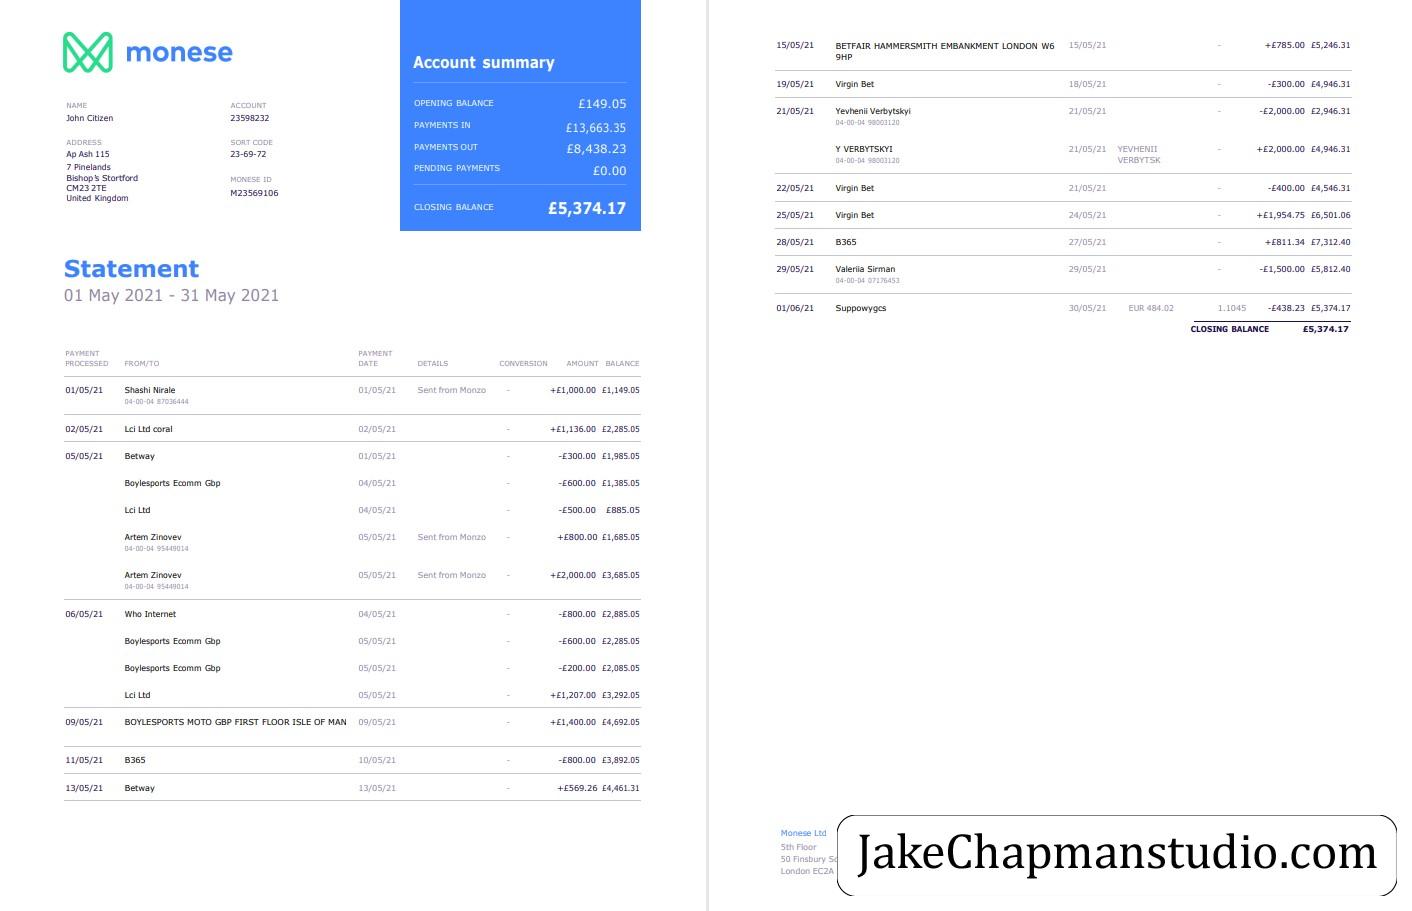 monese
NAME
John Citizen
ACCOUNT
23598232
ADDRESS
Ap Ash 115
7 Pinelands
Bishop's Stortford
CM23 2TE
United Kingdom
SORT CODE
23-69-72
MONESE ID
M23569106
Account summary
OPENING BALANCE £149.05
PAYMENTS IN £13,663.35
PAYMENTS OUT £8,438.23
PENDING PAYMENTS £0.00
CLOSING BALANCE £5,374.17
Statement
01 May 2021 - 31 May 2021
PAYMENT PROCESSED FROM/TO PAYMENT DATE DETAILS CONVERSION AMOUNT BALANCE
01/05/21 Shashi Nirale 01/05/21 Sent from Monzo - +£1,000.00 £1,149.05
04-00-04 87036444
02/05/21 Lci Ltd coral 02/05/21 - +£1,136.00 £2,285.05
05/05/21 Betway 01/05/21 - -£300.00 £1,985.05
Boylesports Ecomm Gbp 04/05/21 - -£600.00 £1,385.05
Lci Ltd 04/05/21 - -£500.00 £885.05
Artem Zinovev 05/05/21 Sent from Monzo - +£800.00 £1,685.05
04-00-04 95449014
Artem Zinovev 05/05/21 Sent from Monzo - +£2,000.00 £3,685.05
04-00-04 95449014
06/05/21 Who Internet 04/05/21 - -£800.00 £2,885.05
Boylesports Ecomm Gbp 05/05/21 - -£600.00 £2,285.05
Boylesports Ecomm Gbp 05/05/21 - -£200.00 £2,085.05
Lci Ltd 05/05/21 - +£1,207.00 £3,292.05
09/05/21 BOYLESPORTS MOTO GBP FIRST FLOOR ISLE OF MAN 09/05/21 - +£1,400.00 £4,692.05
11/05/21 B365 10/05/21 - -£800.00 £3,892.05
13/05/21 Betway 13/05/21 - +£569.26 £4,461.31
15/05/21 BETFAIR HAMMERSMITH EMBANKMENT LONDON W6 15/05/21 - +£785.00 £5,246.31
9HP
19/05/21 Virgin Bet 18/05/21 - -£300.00 £4,946.31
21/05/21 Yevhenii Verbytskyi 21/05/21 - -£2,000.00 £2,946.31
04-00-04 98003120
Y VERBYTSKYI 21/05/21 YEVHENII - +£2,000.00 £4,946.31
04-00-04 98003120 VERBYTSK
22/05/21 Virgin Bet 21/05/21 - -£400.00 £4,546.31
25/05/21 Virgin Bet 24/05/21 - +£1,954.75 £6,501.06
28/05/21 B365 27/05/21 - +£811.34 £7,312.40
29/05/21 Valeriia Sirman 29/05/21 - -£1,500.00 £5,812.40
04-00-04 07176453
01/06/21 Suppowygcs 30/05/21 EUR 484.02 1.1045 -£438.23 £5,374.17
CLOSING BALANCE £5,374.17
Monese Ltd
5th Floor
50 Finsbury
London EC2A
JakeChapmanstudio.com